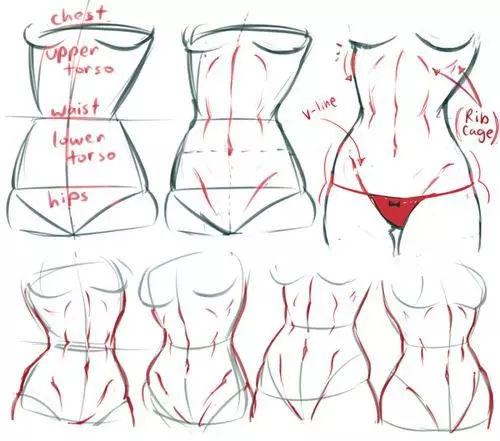 chest
upper
torso
waist
lower
torso
hips
V-line
(Rib
Cage)